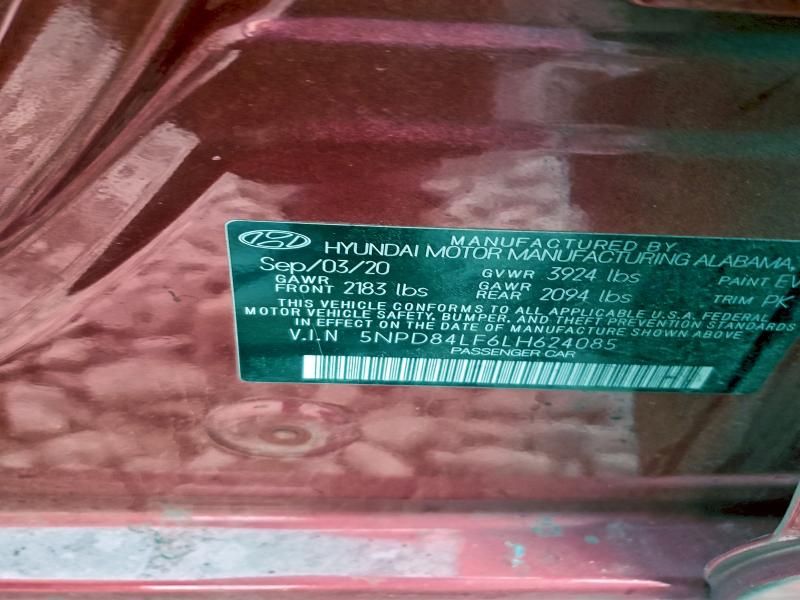 MANUFACTURED BY
HYUNDAI MOTOR MANUFACTURING ALABAMA,
Sep/03/20 GVWR 3924 lbs PAINT EV
GAWR FRONT 2183 lbs GAWR REAR 2094 lbs TRIM PK
THIS VEHICLE CONFORMS TO ALL APPLICABLE U.S.A. FEDERAL
MOTOR VEHICLE SAFETY, BUMPER, AND THEFT PREVENTION STANDARDS
IN EFFECT ON THE DATE OF MANUFACTURE SHOWN ABOVE
V.I.N 5NPD84LF6LH624085
PASSENGER CAR